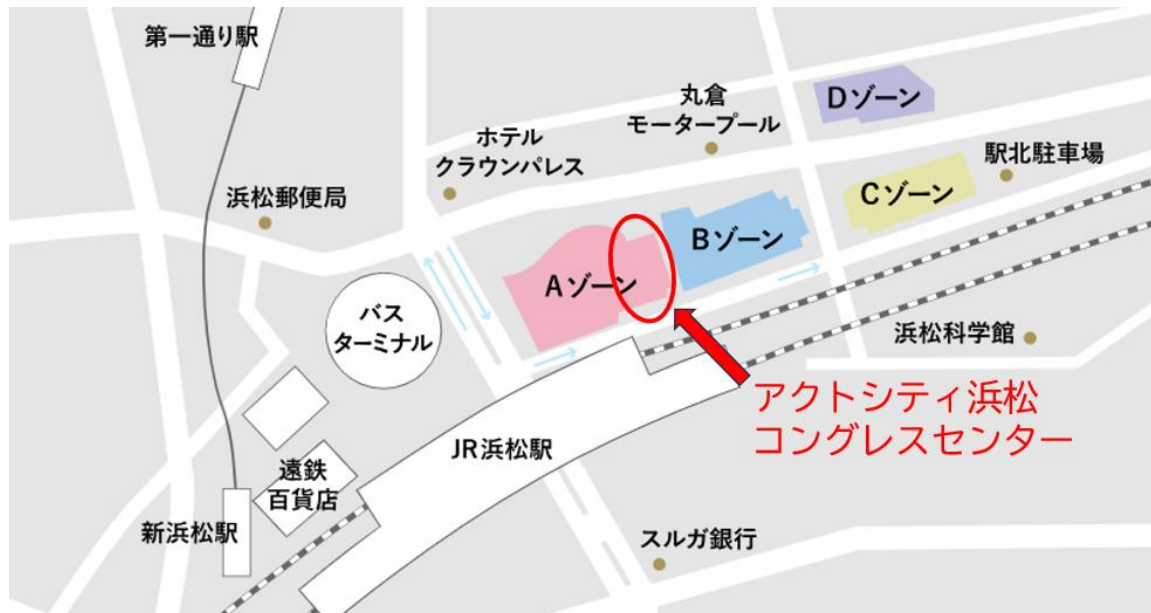 第一通り駅
Dゾーン
丸倉
モータープール
ホテル
クラウンパレス
駅北駐車場
浜松郵便局
Cゾーン
Bゾーン
Aゾーン
バス
ターミナル
浜松科学館
アクトシティ浜松
コングレスセンター
JR浜松駅
遠鉄
百貨店
新浜松駅
スルガ銀行